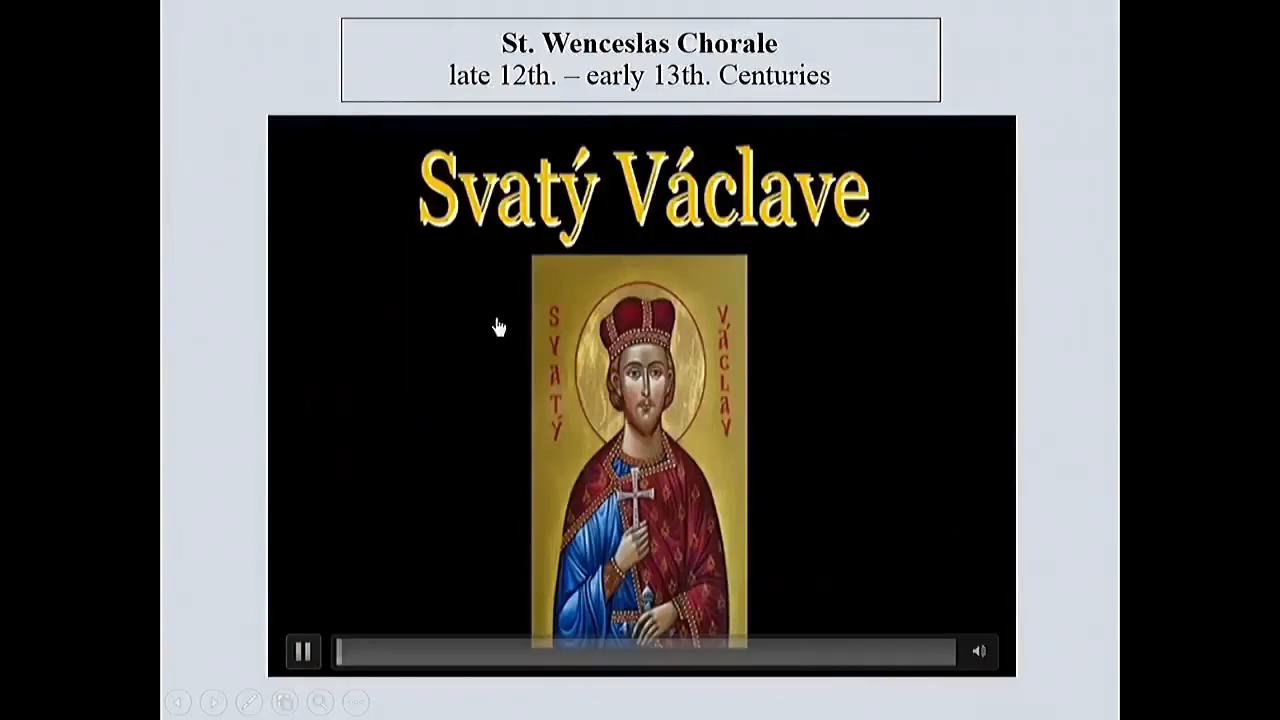 St. Wenceslas Chorale
late 12th. – early 13th. Centuries
Svatý Václave
SVATÝ
VÁCLAV